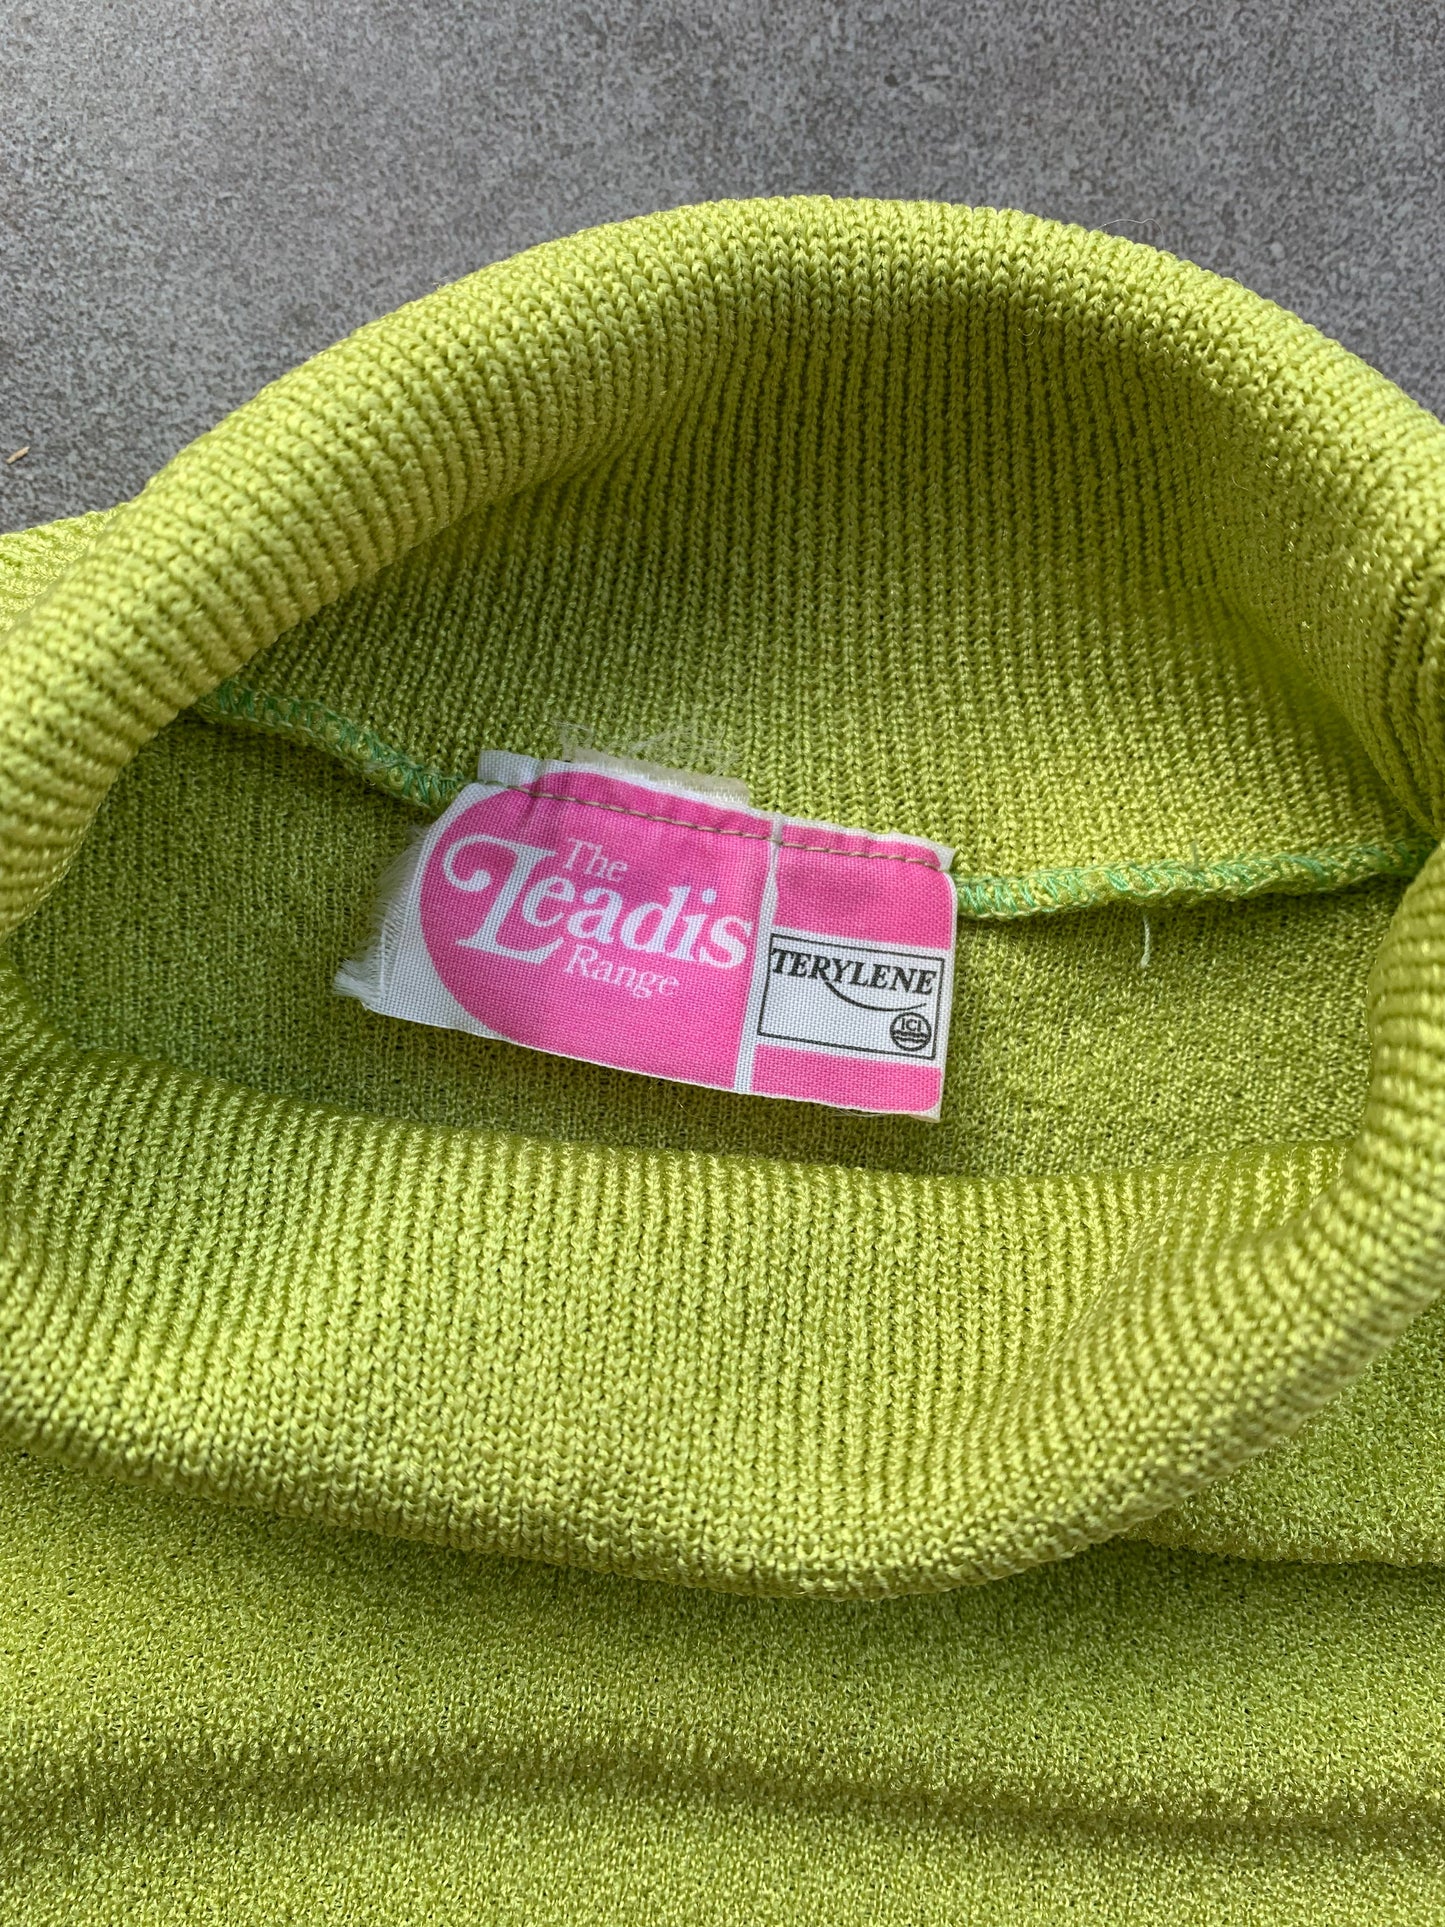 The
Leadis
Range
TERYLENE
ICI